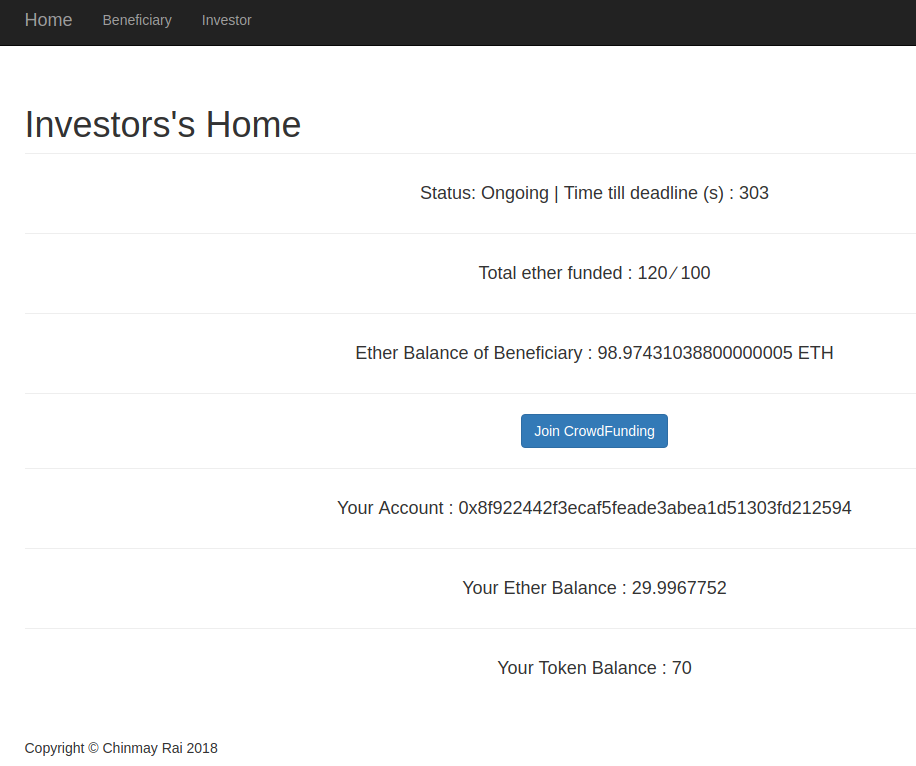 Home Beneficiary Investor
Investors's Home
Status: Ongoing | Time till deadline (s) : 303
Total ether funded : 120 ∕ 100
Ether Balance of Beneficiary : 98.97431038800000005 ETH
Join CrowdFunding
Your Account : 0x8f922442f3ecaf5feade3abea1d51303fd212594
Your Ether Balance : 29.9967752
Your Token Balance : 70
Copyright © Chinmay Rai 2018